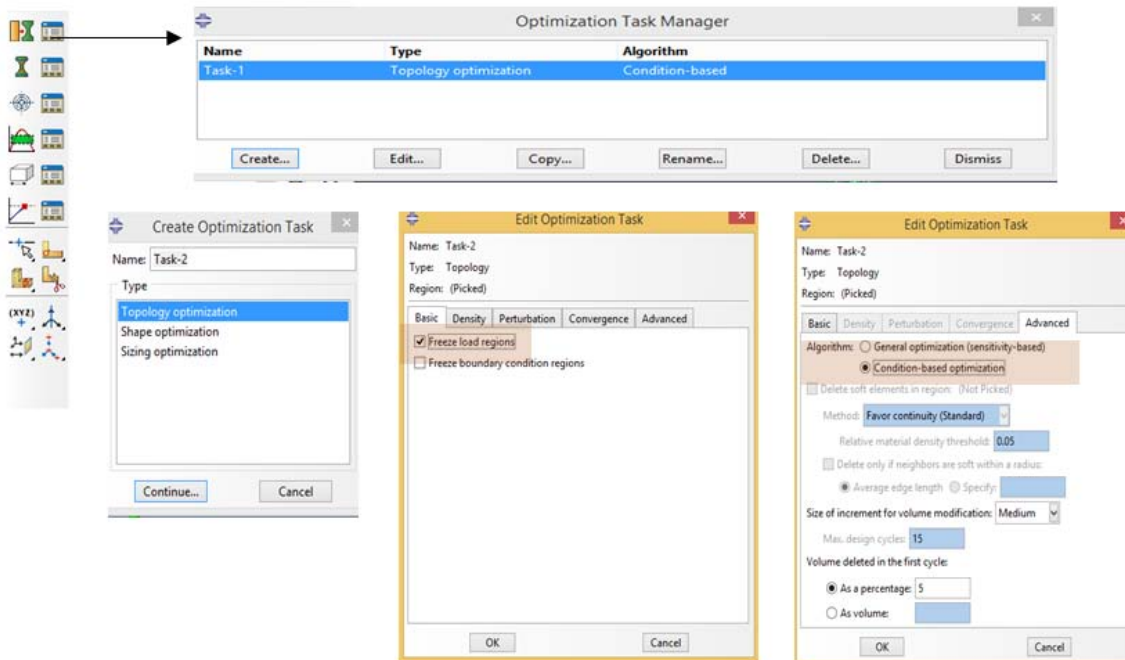 Optimization Task Manager
Name Type Algorithm
Task-1 Topology optimization Condition-based
Create... Edit... Copy... Rename... Delete... Dismiss
(XYZ)
Create Optimization Task
Name: Task-2
Type
Topology optimization
Shape optimization
Sizing optimization
Continue... Cancel
Edit Optimization Task
Name: Task-2
Type: Topology
Region: (Picked)
Basic Density Perturbation Convergence Advanced
Freeze load regions
Freeze boundary condition regions
OK Cancel
Edit Optimization Task
Name: Task-2
Type: Topology
Region: (Picked)
Basic Density Perturbation Convergence Advanced
Algorithm: General optimization (sensitivity-based)
Condition-based optimization
Delete soft elements in region: (Not Picked)
Method: Favor continuity (Standard)
Relative material density threshold: 0.05
Delete only if neighbors are soft within a radius:
Average edge length Specify:
Size of increment for volume modification: Medium
Max. design cycles: 15
Volume deleted in the first cycle:
As a percentage: 5
As volume:
OK Cancel